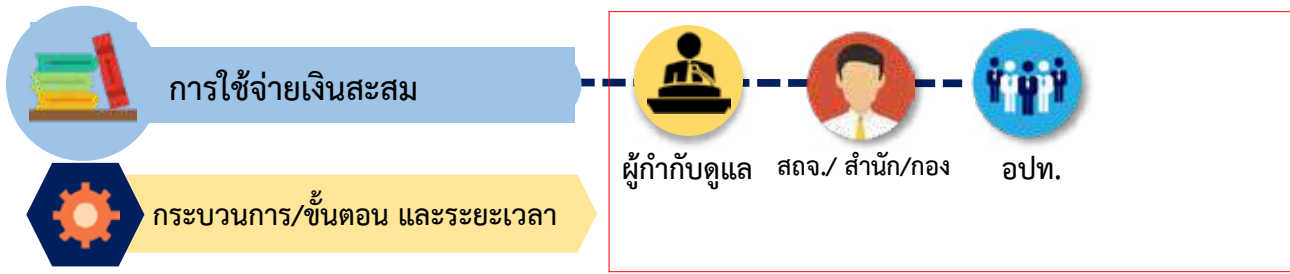 การใช้จ่ายเงินสะสม
ผู้กำกับดูแล
สถจ./ สำนัก/กอง
อปท.
กระบวนการ/ขั้นตอน และระยะเวลา